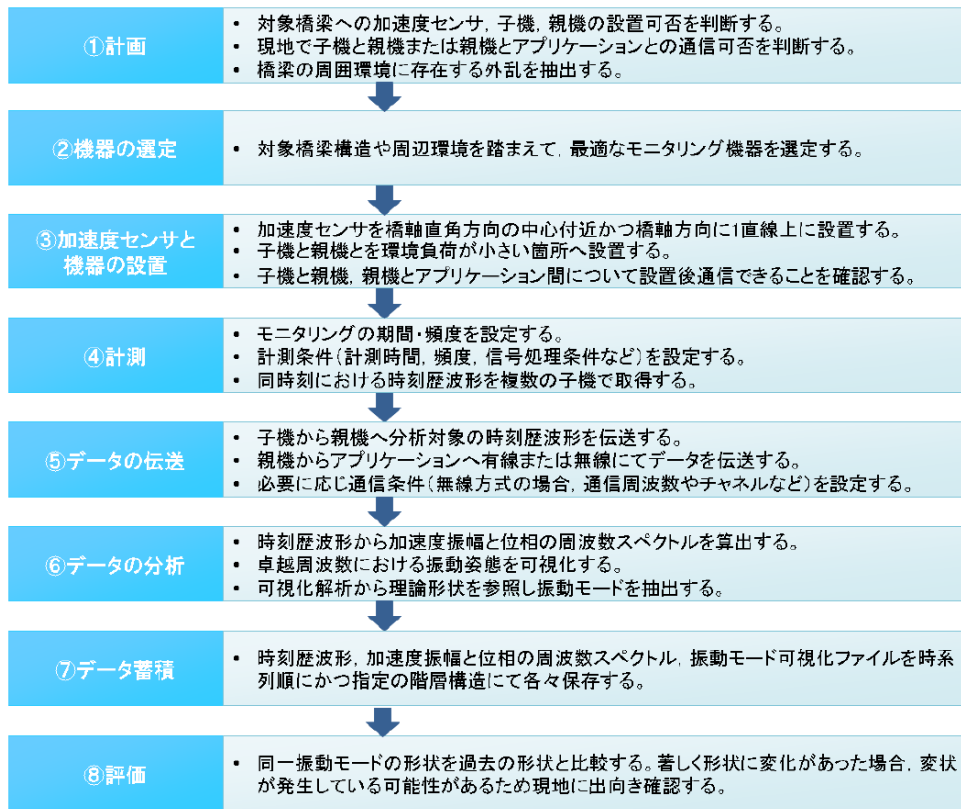 ①計画
• 対象橋梁への加速度センサ，子機，親機の設置可否を判断する。
• 現地で子機と親機または親機とアプリケーションとの通信可否を判断する。
• 橋梁の周囲環境に存在する外乱を抽出する。
②機器の選定
• 対象橋梁構造や周辺環境を踏まえて，最適なモニタリング機器を選定する。
③加速度センサと
機器の設置
• 加速度センサを橋軸直角方向の中心付近かつ橋軸方向に1直線上に設置する。
• 子機と親機とを環境負荷が小さい箇所へ設置する。
• 子機と親機，親機とアプリケーション間について設置後通信できることを確認する。
④計測
• モニタリングの期間・頻度を設定する。
• 計測条件（計測時間，頻度，信号処理条件など）を設定する。
• 同時刻における時刻歴波形を複数の子機で取得する。
⑤データの伝送
• 子機から親機へ分析対象の時刻歴波形を伝送する。
• 親機からアプリケーションへ有線または無線にてデータを伝送する。
• 必要に応じ通信条件（無線方式の場合，通信周波数やチャネルなど）を設定する。
⑥データの分析
• 時刻歴波形から加速度振幅と位相の周波数スペクトルを算出する。
• 卓越周波数における振動姿態を可視化する。
• 可視化解析から理論形状を参照し振動モードを抽出する。
⑦データ蓄積
• 時刻歴波形，加速度振幅と位相の周波数スペクトル，振動モード可視化ファイルを時系
列順にかつ指定の階層構造にて各々保存する。
⑧評価
• 同一振動モードの形状を過去の形状と比較する。著しく形状に変化があった場合，変状
が発生している可能性があるため現地に出向き確認する。